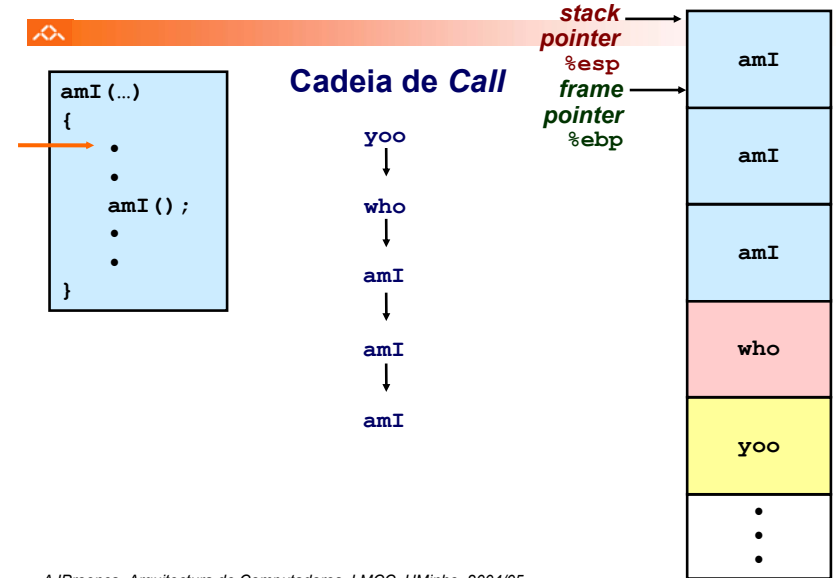 stack
pointer
%esp
frame
pointer
%ebp
Cadeia de Call
amI(…)
{
•
•
amI();
•
•
}
yoo
who
amI
amI
amI
amI
amI
amI
who
yoo
•
•
•